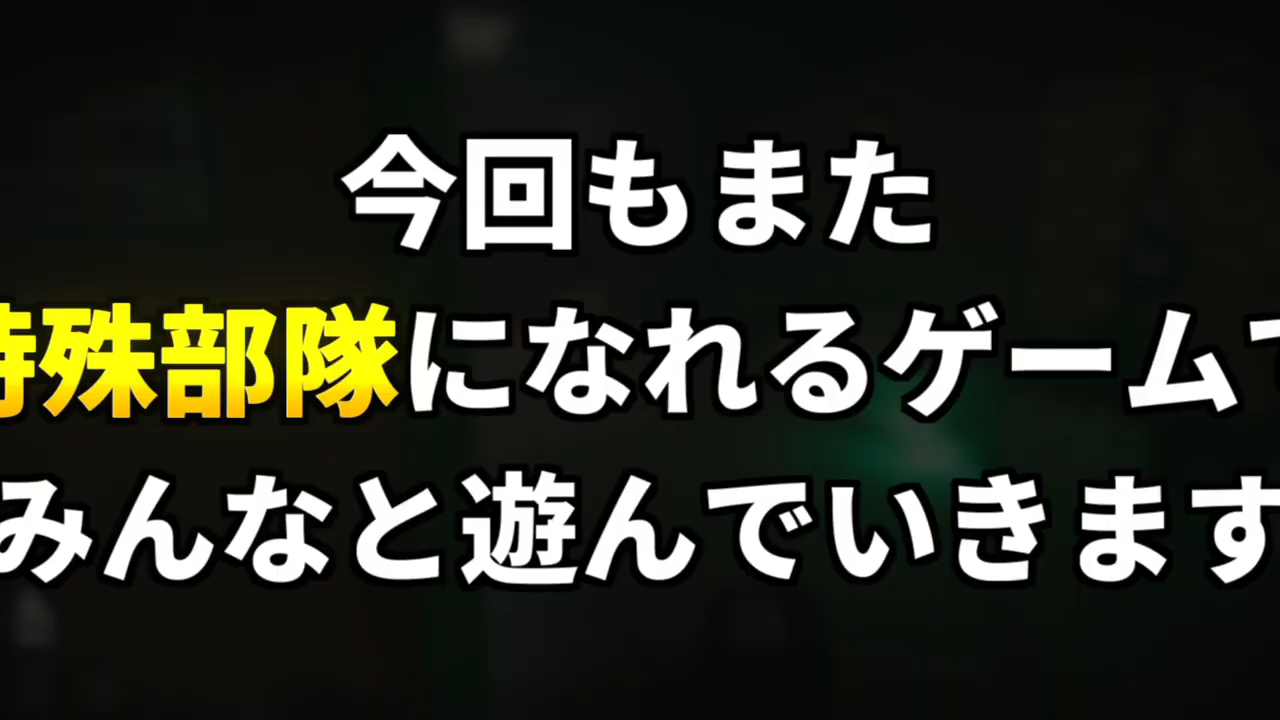 今回もまた
特殊部隊になれるゲームで
みんなと遊んでいきます